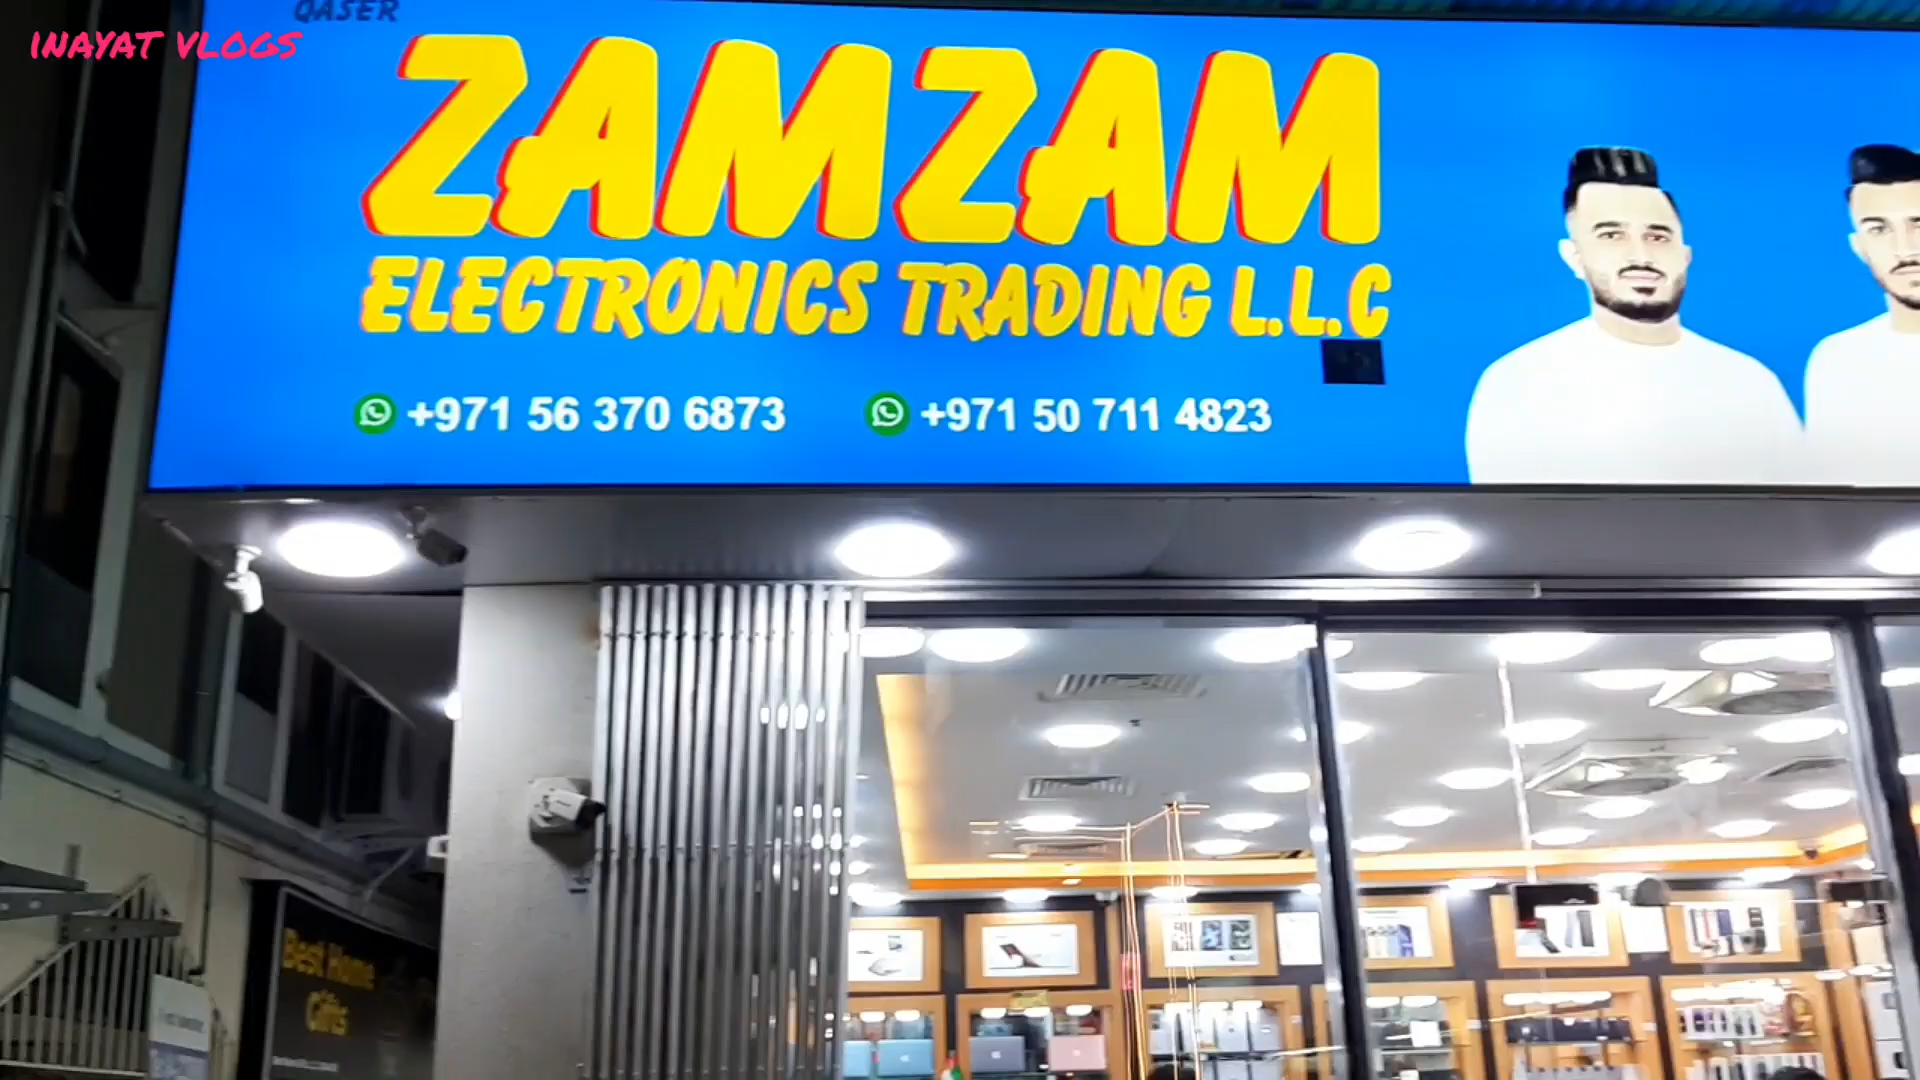 QASER
INAYAT VLOGS
ZAMZAM
ELECTRONICS TRADING L.L.C
+971 56 370 6873
+971 50 711 4823
Best Home
Gifts